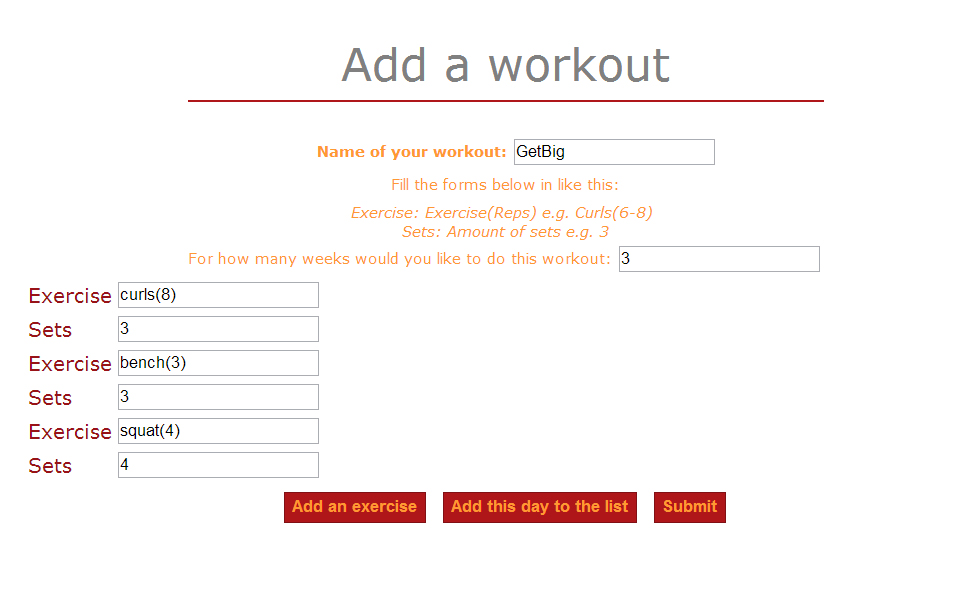 Add a workout
Name of your workout: GetBig
Fill the forms below in like this:
Exercise: Exercise(Reps) e.g. Curls(6-8)
Sets: Amount of sets e.g. 3
For how many weeks would you like to do this workout: 3
Exercise curls(8)
Sets 3
Exercise bench(3)
Sets 3
Exercise squat(4)
Sets 4
Add an exercise Add this day to the list Submit